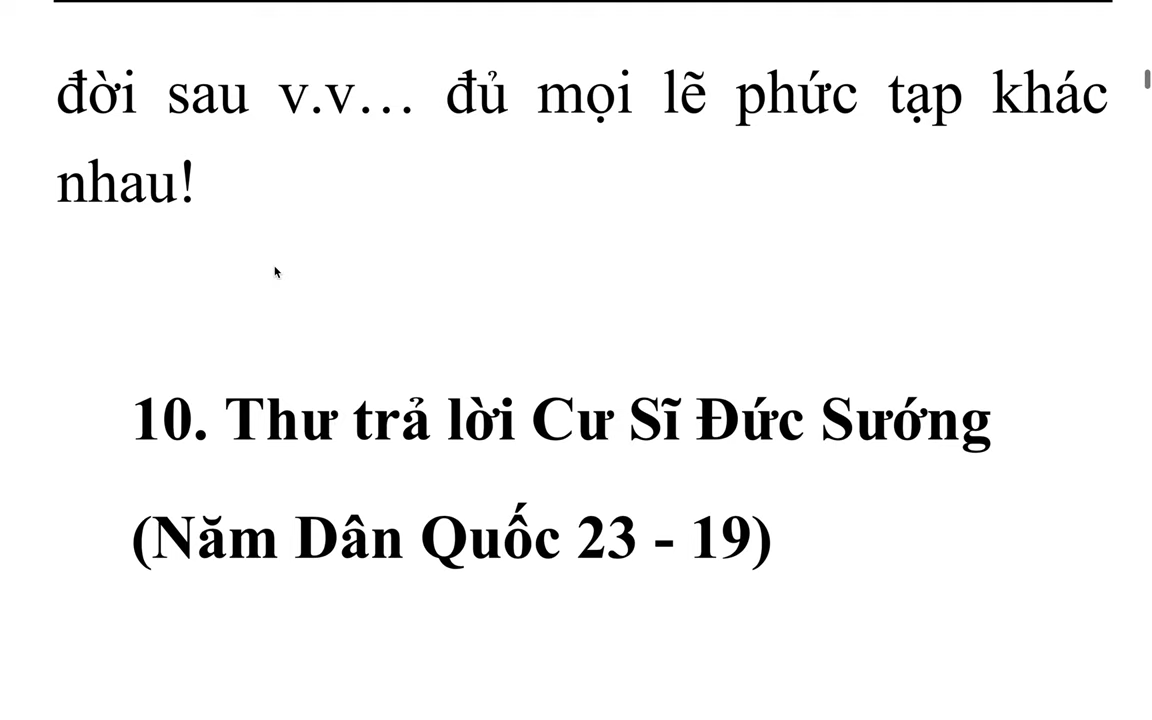 đời sau v.v… đủ mọi lẽ phức tạp khác
nhau!
10. Thư trả lời Cư Sĩ Đức Sướng
(Năm Dân Quốc 23 - 19)